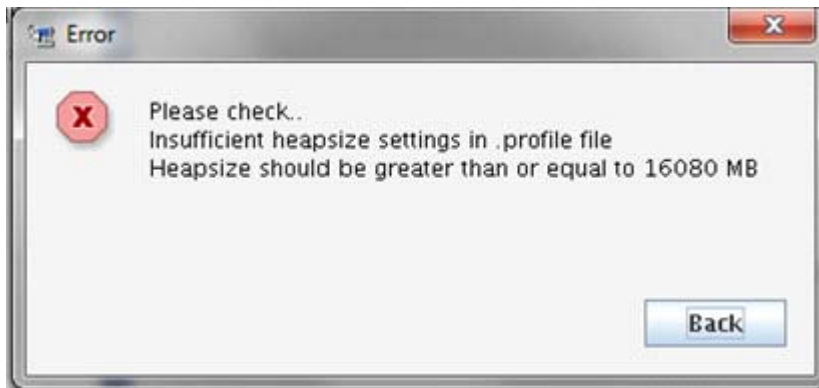 Error
Please check..
Insufficient heapsize settings in .profile file
Heapsize should be greater than or equal to 16080 MB
Back